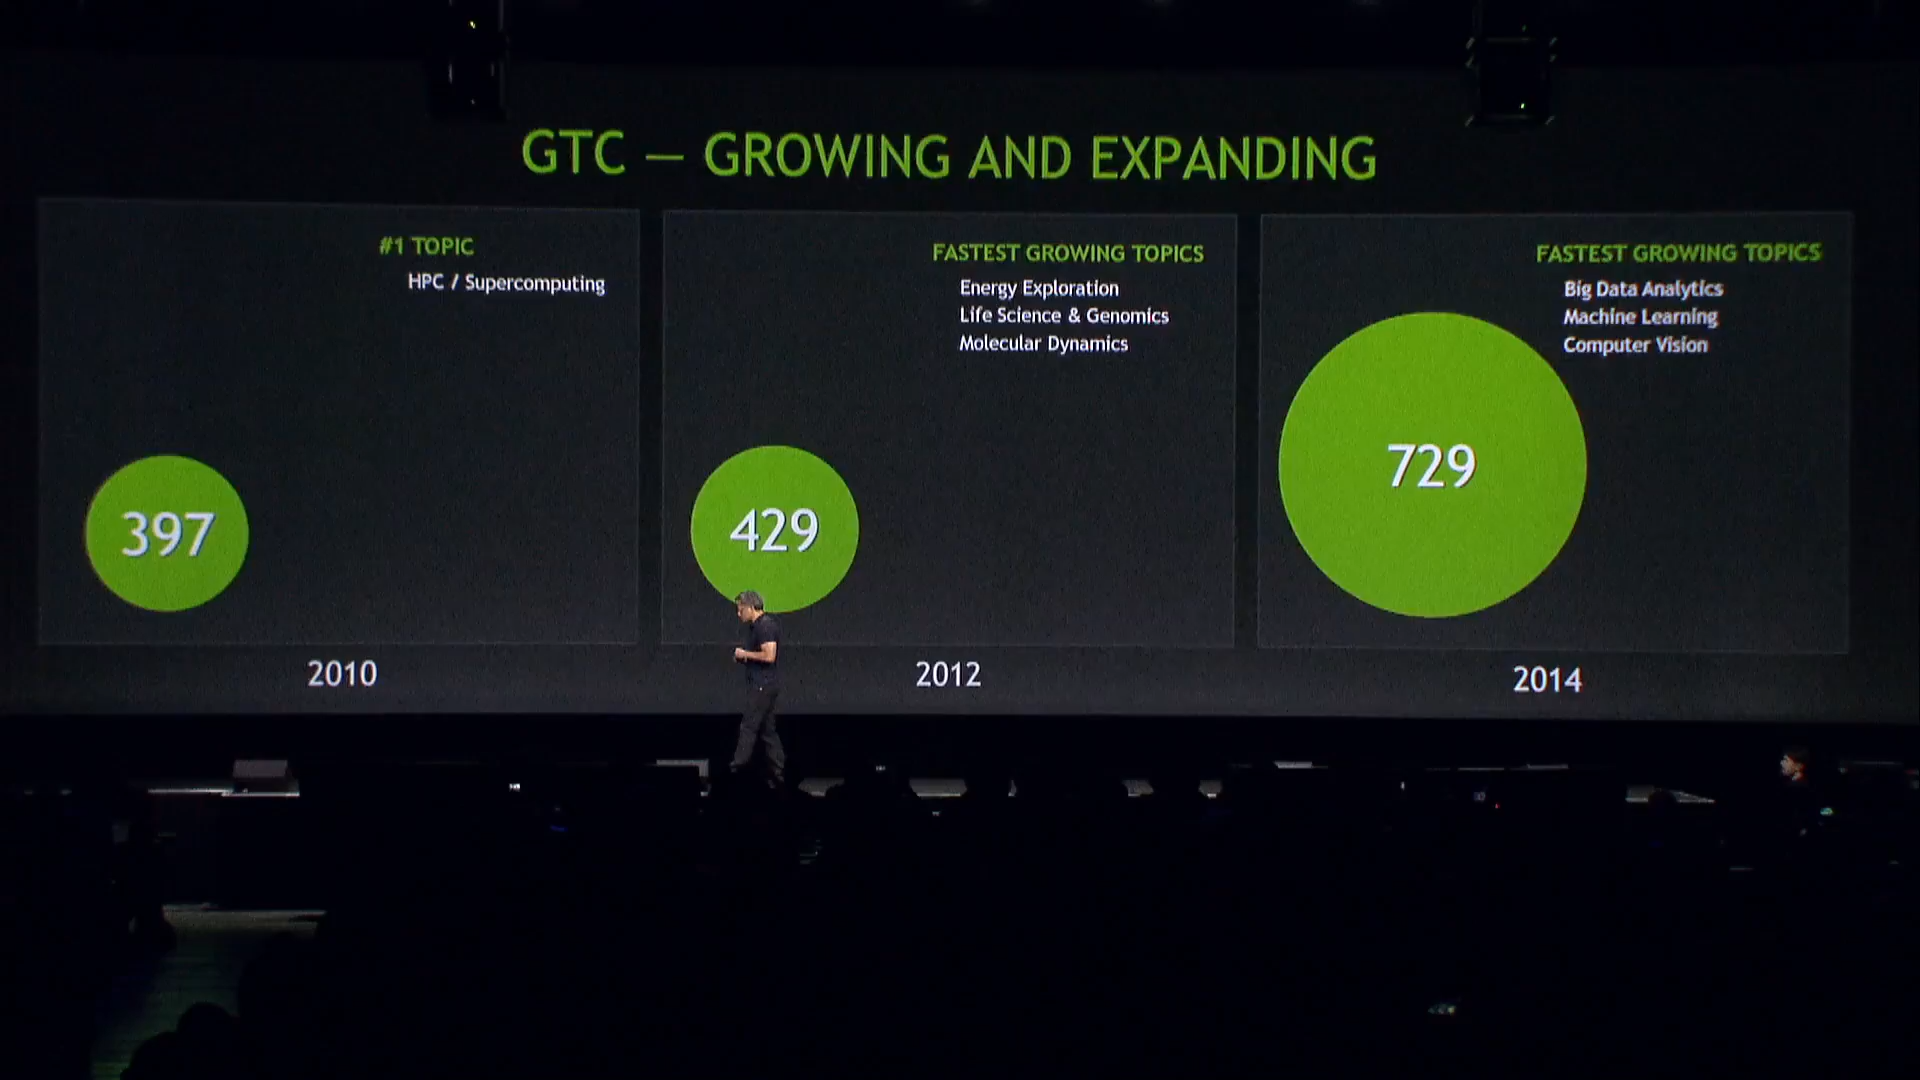 GTC — GROWING AND EXPANDING
#1 TOPIC
HPC / Supercomputing
397
2010
FASTEST GROWING TOPICS
Energy Exploration
Life Science & Genomics
Molecular Dynamics
429
2012
FASTEST GROWING TOPICS
Big Data Analytics
Machine Learning
Computer Vision
729
2014